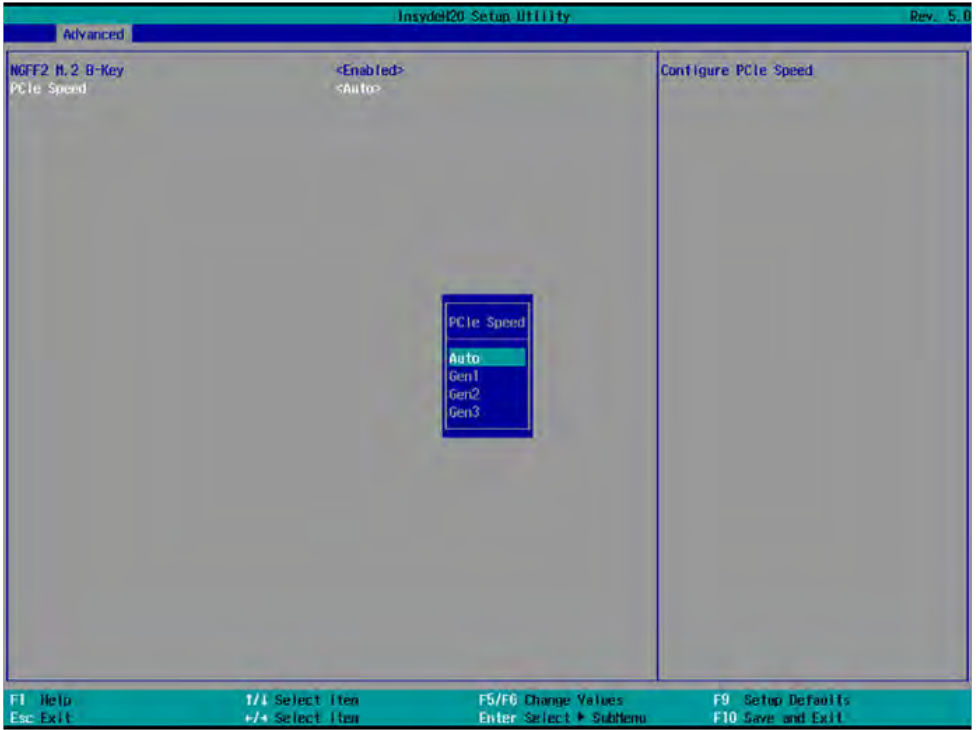 InsydeH20 Setup Utility Rev. 5.0
Advanced
NGFF2 M.2 B-Key <Enabled>
PCIe Speed <Auto>
Configure PCIe Speed
PCIe Speed
Auto
Gen1
Gen2
Gen3
F1 Help ↑/↓ Select Item F5/F6 Change Values F9 Setup Defaults
Esc Exit ←/→ Select Item Enter Select ▶ SubMenu F10 Save and Exit